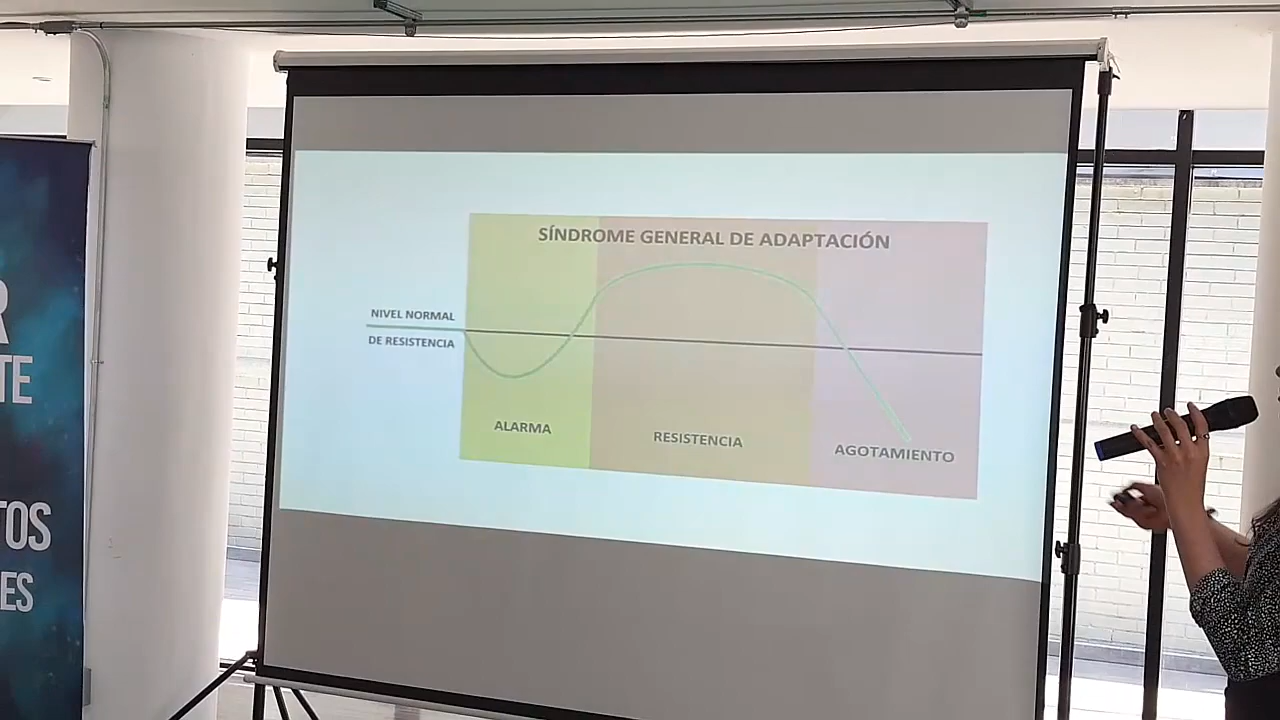 SÍNDROME GENERAL DE ADAPTACIÓN
NIVEL NORMAL
DE RESISTENCIA
ALARMA
RESISTENCIA
AGOTAMIENTO
R
TE
TOS
ES